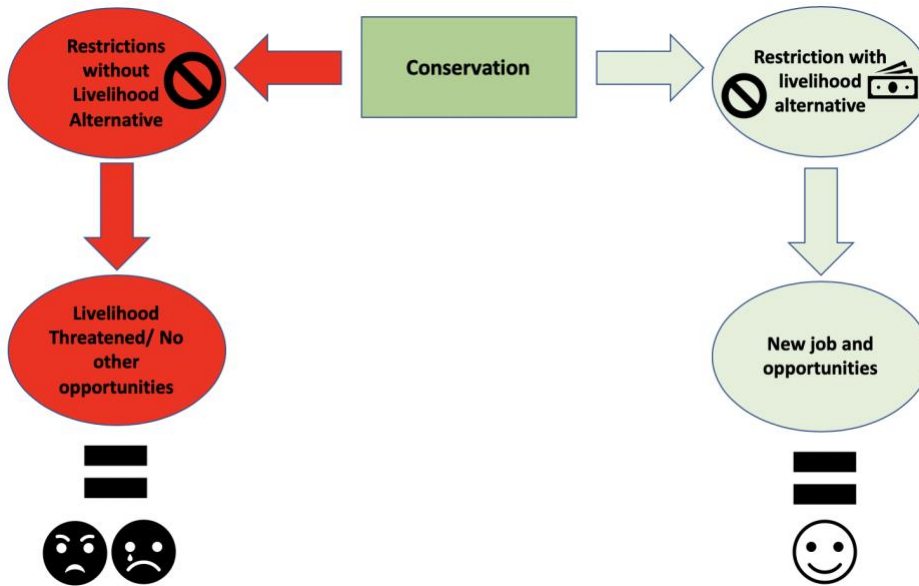 Restrictions
without
Livelihood
Alternative
Conservation
Restriction with
livelihood
alternative
Livelihood
Threatened/ No
other
opportunities
New job and
opportunities